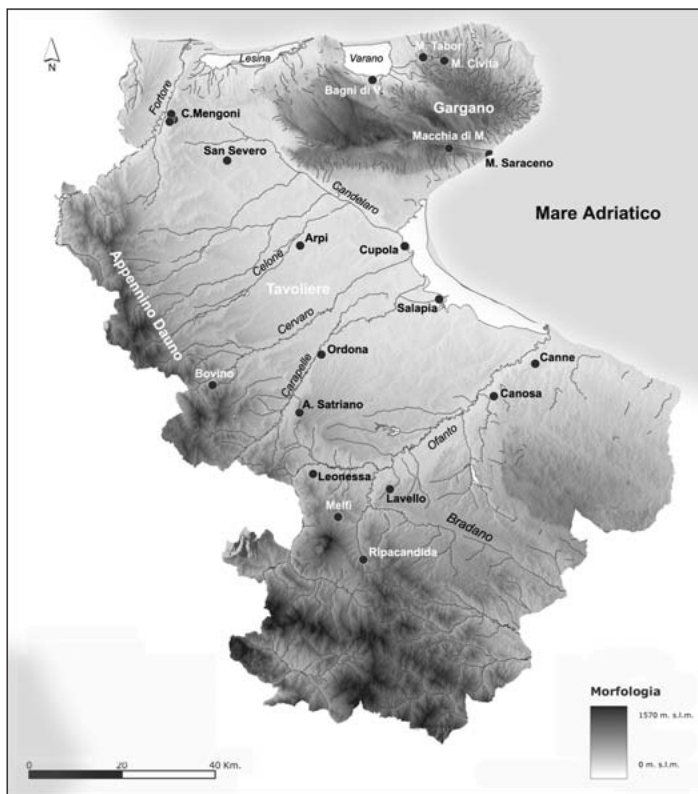 N
Lesina
Varano
M. Tabor
M. Civita
Bagni di V.
Fortore
Gargano
C.Mengoni
Macchia di M.
San Severo
M. Saraceno
Candelaro
Mare Adriatico
Arpi
Cupola
Celone
Appennino Dauno
Tavoliere
Salapia
Cervaro
Ordona
Canne
Carapelle
Bovino
Canosa
A. Satriano
Ofanto
Leonessa
Lavello
Melfi
Bradano
Ripacandida
Morfologia
1570 m. s.l.m.
0 m. s.l.m.
0 20 40 Km.